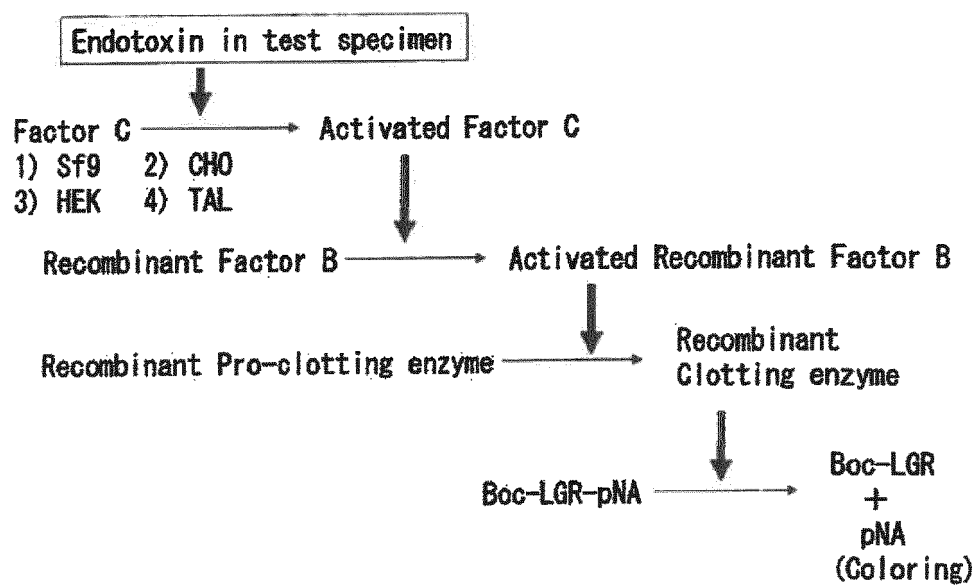 Endotoxin in test specimen
Factor C
Activated Factor C
1) Sf9 2) CHO
3) HEK 4) TAL
Recombinant Factor B
Activated Recombinant Factor B
Recombinant Pro-clotting enzyme
Recombinant
Clotting enzyme
Boc-LGR-pNA
Boc-LGR
+
pNA
(Coloring)